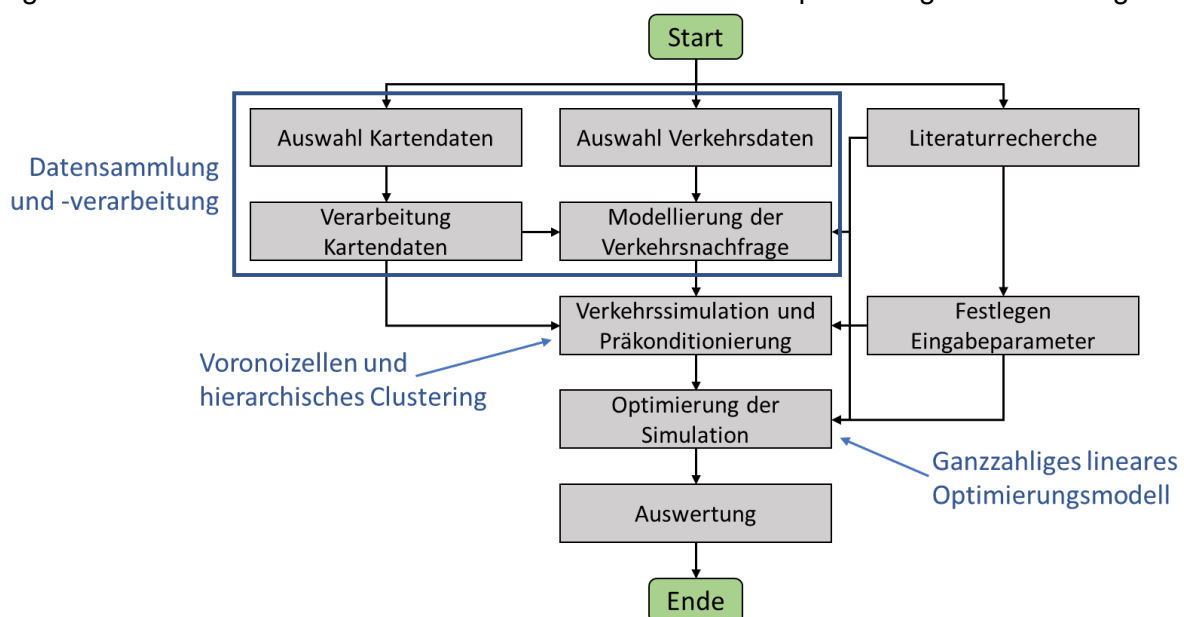 Start
Auswahl Kartendaten
Auswahl Verkehrsdaten
Literaturrecherche
Datensammlung
und -verarbeitung
Verarbeitung
Kartendaten
Modellierung der
Verkehrsnachfrage
Verkehrssimulation und
Präkonditionierung
Festlegen
Eingabeparameter
Voronoizellen und
hierarchisches Clustering
Optimierung der
Simulation
Ganzzahliges lineares
Optimierungsmodell
Auswertung
Ende